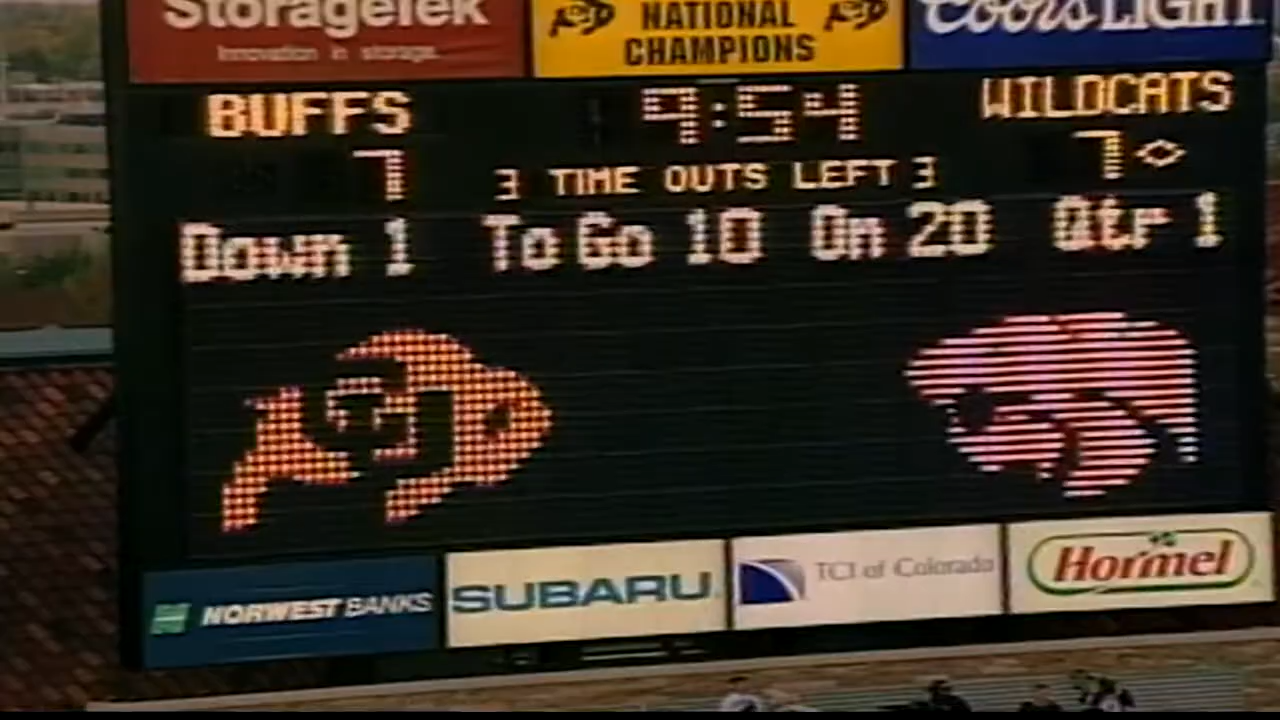 StorageTek
Innovation in storage.
NATIONAL
CHAMPIONS
Coors LIGHT
BUFFS 9:54 WILDCATS
7 3 TIME OUTS LEFT 3 7
Down 1 To Go 10 On 20 Qtr 1
CU
NORWEST BANKS
SUBARU
TCI of Colorado
Hormel